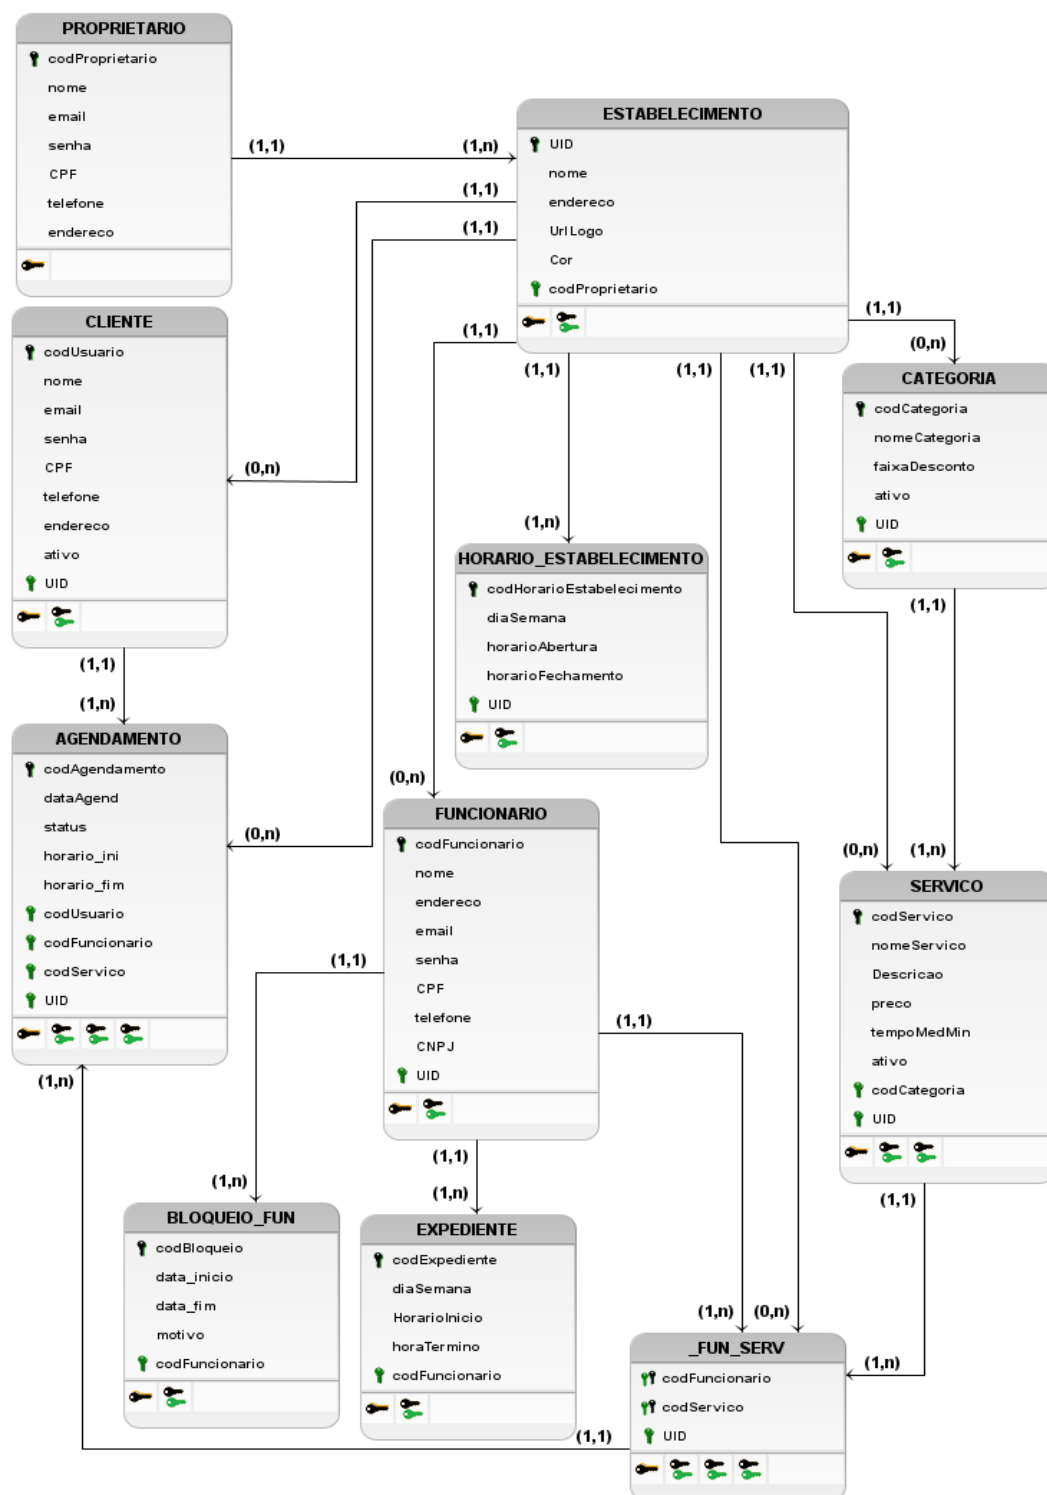 PROPRIETARIO
codProprietario
nome
email
senha
CPF
telefone
endereco
(1,1)
(1,n)
ESTABELECIMENTO
UID
nome
endereco
UrlLogo
Cor
codProprietario
(1,1)
(1,1)
(1,1)
(1,1)
(1,1)
(1,1)
(1,1)
(0,n)
CLIENTE
codUsuario
nome
email
senha
CPF
telefone
endereco
ativo
UID
(0,n)
CATEGORIA
codCategoria
nomeCategoria
faixaDesconto
ativo
UID
(1,n)
HORARIO_ESTABELECIMENTO
codHorarioEstabelecimento
diaSemana
horarioAbertura
horarioFechamento
UID
(1,1)
(1,n)
(1,1)
(1,n)
(0,n)
AGENDAMENTO
codAgendamento
dataAgend
status
horario_ini
horario_fim
codUsuario
codFuncionario
codServico
UID
(0,n)
(0,n)
FUNCIONARIO
codFuncionario
nome
endereco
email
senha
CPF
telefone
CNPJ
UID
SERVICO
codServico
nomeServico
Descricao
preco
tempoMedMin
ativo
codCategoria
UID
(1,1)
(1,1)
(1,n)
(1,1)
(1,n)
(1,n)
(1,1)
BLOQUEIO_FUN
codBloqueio
data_inicio
data_fim
motivo
codFuncionario
EXPEDIENTE
codExpediente
diaSemana
HorarioInicio
horaTermino
codFuncionario
(1,n)
(0,n)
(1,n)
_FUN_SERV
codFuncionario
codServico
UID
(1,1)